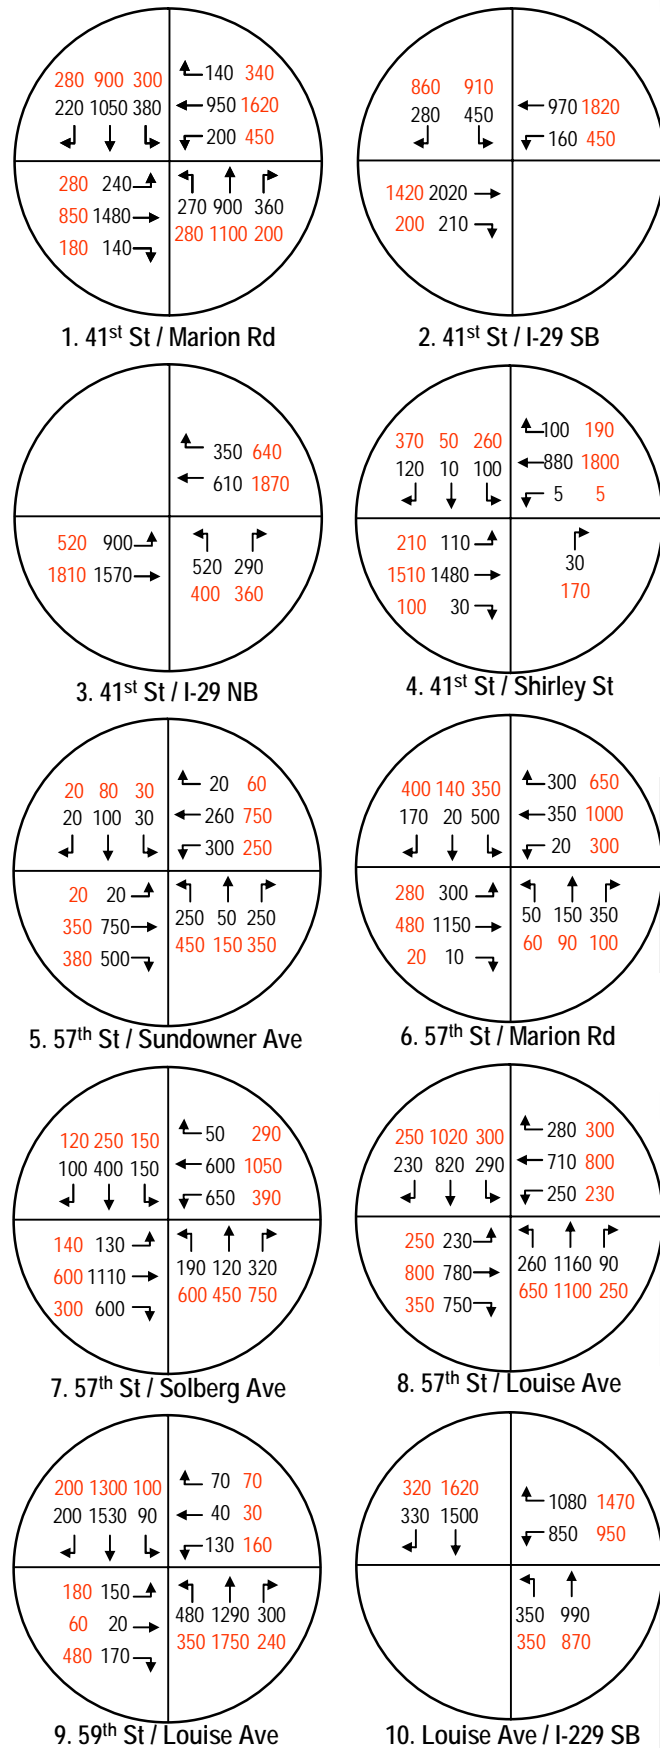 280 900 300
220 1050 380
140 340
950 1620
200 450
280 240
850 1480
180 140
270 900 360
280 1100 200
1. 41st St / Marion Rd
860 910
280 450
970 1820
160 450
1420 2020
200 210
2. 41st St / I-29 SB
350 640
610 1870
520 900
1810 1570
520 290
400 360
3. 41st St / I-29 NB
370 50 260
120 10 100
100 190
880 1800
5 5
210 110
1510 1480
100 30
30
170
4. 41st St / Shirley St
20 80 30
20 100 30
20 60
260 750
300 250
20 20
350 750
380 500
250 50 250
450 150 350
5. 57th St / Sundowner Ave
400 140 350
170 20 500
300 650
350 1000
20 300
280 300
480 1150
20 10
50 150 350
60 90 100
6. 57th St / Marion Rd
120 250 150
100 400 150
50 290
600 1050
650 390
140 130
600 1110
300 600
190 120 320
600 450 750
7. 57th St / Solberg Ave
250 1020 300
230 820 290
280 300
710 800
250 230
250 230
800 780
350 750
260 1160 90
650 1100 250
8. 57th St / Louise Ave
200 1300 100
200 1530 90
70 70
40 30
130 160
180 150
60 20
480 170
480 1290 300
350 1750 240
9. 59th St / Louise Ave
320 1620
330 1500
1080 1470
850 950
350 990
350 870
10. Louise Ave / I-229 SB